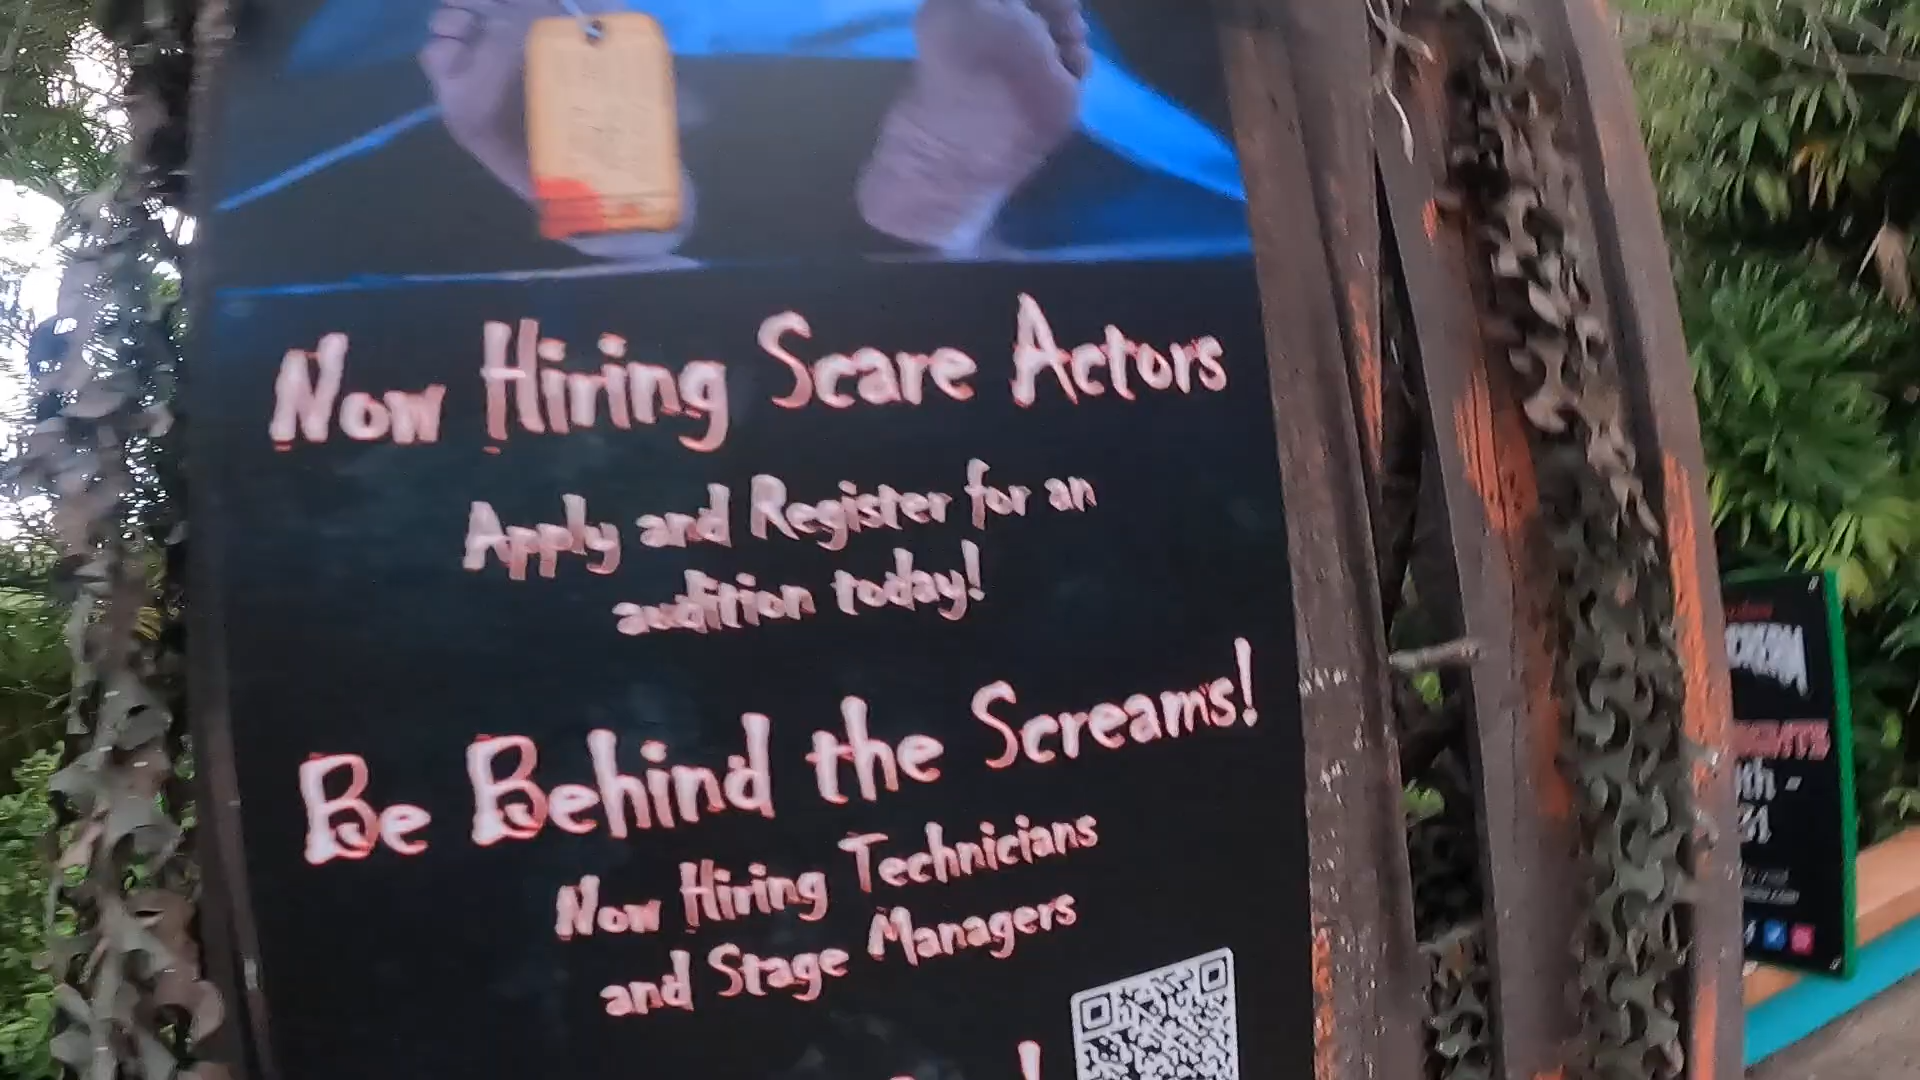 Now Hiring Scare Actors
Apply and Register for an
audition today!
Be Behind the Screams!
Now Hiring Technicians
and Stage Managers